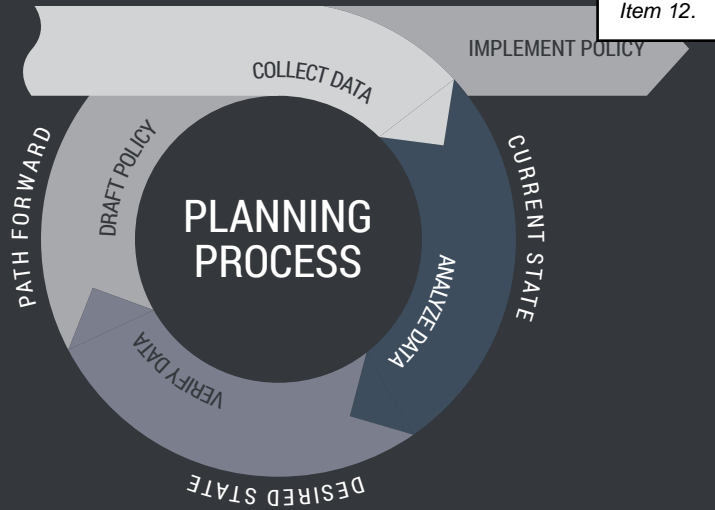 Item 12.
IMPLEMENT POLICY
COLLECT DATA
DRAFT POLICY
PATH FORWARD
CURRENT STATE
PLANNING
PROCESS
ANALYZE DATA
VERIFY DATA
DESIRED STATE